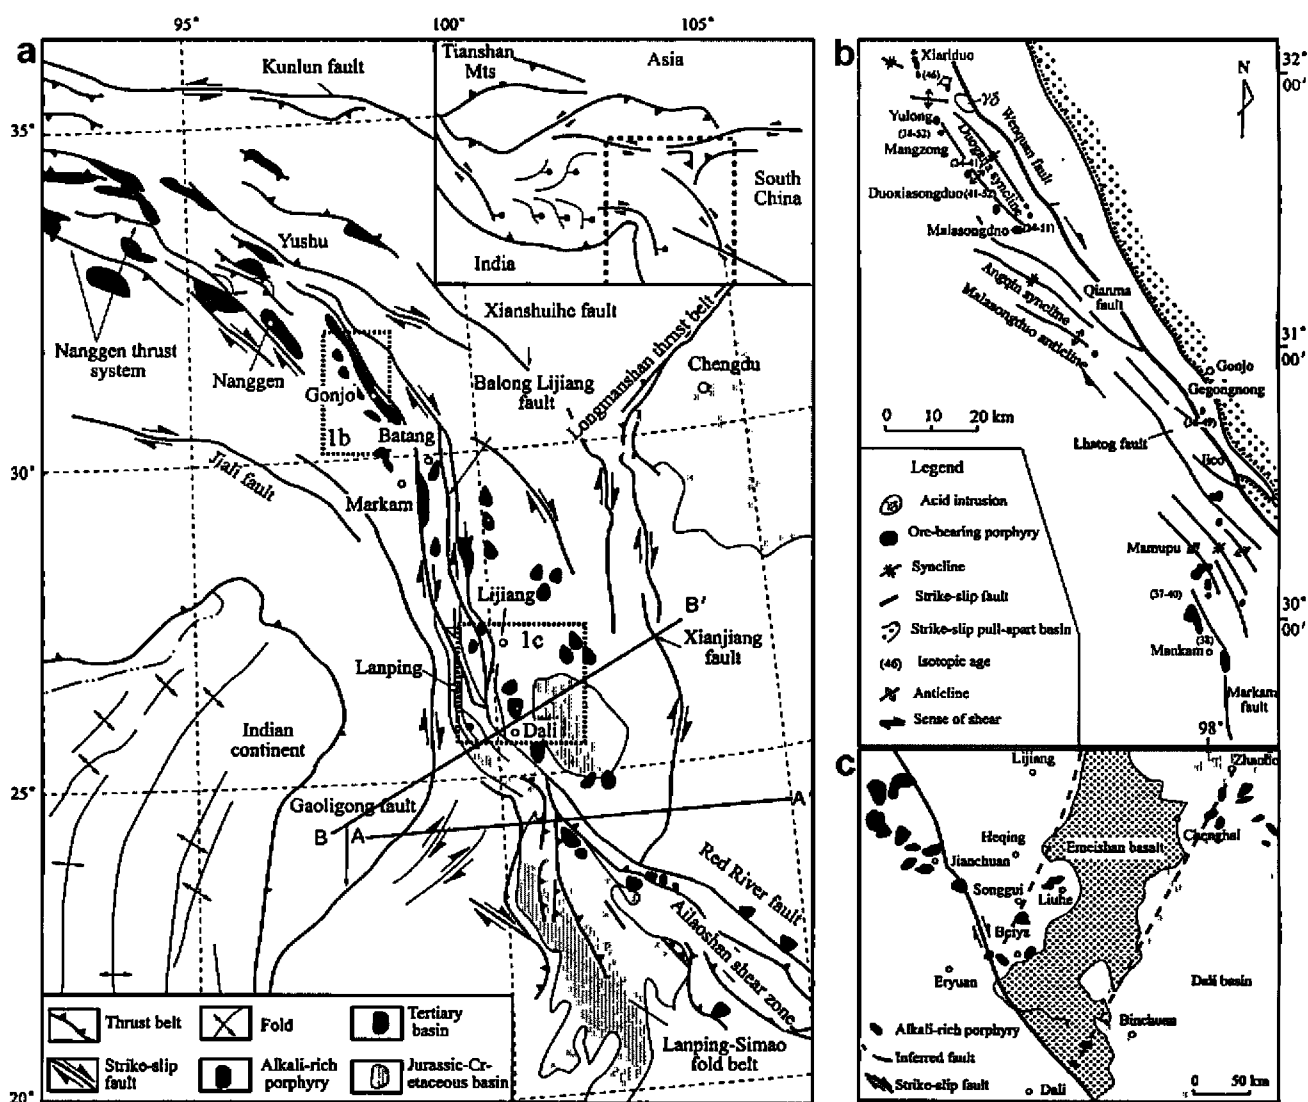 95°
100°
105°
a
35°
30°
25°
20°
Kunlun fault
Tianshan
Mts
Asia
South
China
India
Yushu
Xianshuihe fault
Nanggen thrust
system
Nanggen
Gonjo
1b
Batang
Balong Lijiang
fault
Longmanshan thrust belt
Chengdu
Jiali fault
Markam
Lijiang
1c
B'
Xianjiang
fault
Lanping
Dali
Indian
continent
Gaoligong fault
B
A
A
Red River fault
Ailaoshan shear zone
Lanping-Simao
fold belt
Thrust belt
Fold
Tertiary
basin
Strike-slip
fault
Alkali-rich
porphyry
Jurassic-Cr-
etaceous basin
b
Xiariduo
(46)
γδ
32°
00'
N
Yulong
Mangzong
Wenquan fault
Duoxiasongduo
Malasongdno
Qianma
fault
Malasongduo anticline
31°
00'
Gonjo
Gegongnong
0 10 20 km
Lhatog fault
Legend
Acid intrusion
Ore-bearing porphyry
Syncline
Strike-slip fault
Strike-slip pull-apart basin
(46) Isotopic age
Anticline
Sense of shear
Mamupu
(37-40)
(38)
30°
00'
Markam
fault
98°
c
Lijiang
Heqing
Jianchuan
Songgui
Liuhe
Emeishan basalt
Eryuan
Dali basin
Alkali-rich porphyry
Inferred fault
Strike-slip fault
Dali
0 50 km